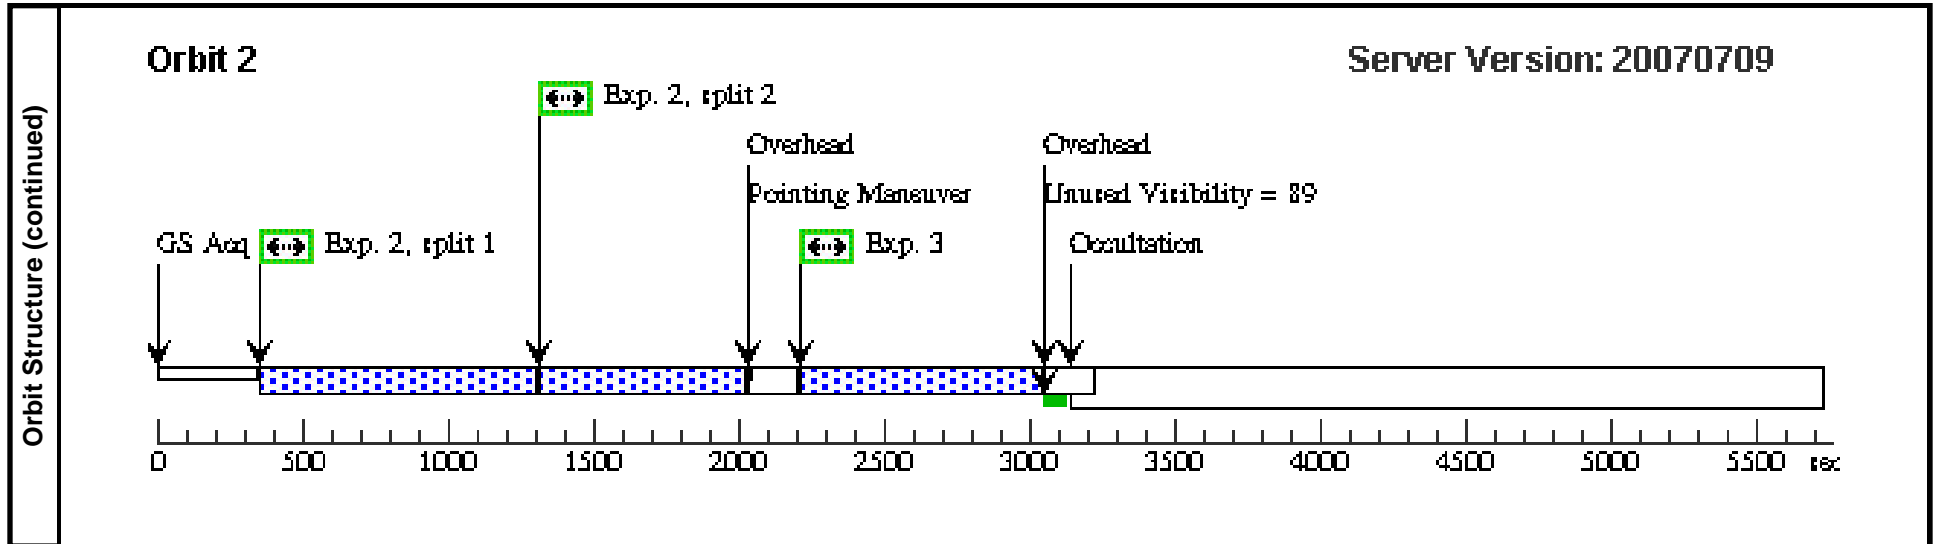 Orbit Structure (continued)
Orbit 2
Server Version: 20070709
Exp. 2, split 2
Overhead
Overhead
Pointing Maneuver
Unused Visibility = 89
GS Acq
Exp. 2, split 1
Exp. 3
Occultation
0 500 1000 1500 2000 2500 3000 3500 4000 4500 5000 5500 sec